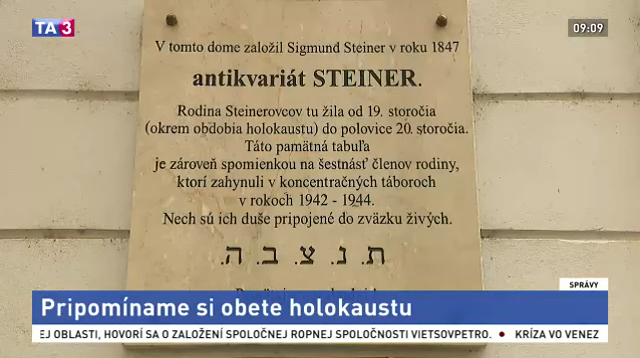 TA3
09:09
V tomto dome založil Sigmund Steiner v roku 1847
antikvariát STEINER.
Rodina Steinerovcov tu žila od 19. storočia
(okrem obdobia holokaustu) do polovice 20. storočia.
Táto pamätná tabuľa
je zároveň spomienkou na šestnásť členov rodiny,
ktorí zahynuli v koncentračných táboroch
v rokoch 1942 - 1944.
Nech sú ich duše pripojené do zväzku živých.
ת. נ. צ. ב. ה.
SPRÁVY
Pripomíname si obete holokaustu
EJ OBLASTI, HOVORÍ SA O ZALOŽENÍ SPOLOČNEJ ROPNEJ SPOLOČNOSTI VIETSOVPETRO. • KRÍZA VO VENEZ